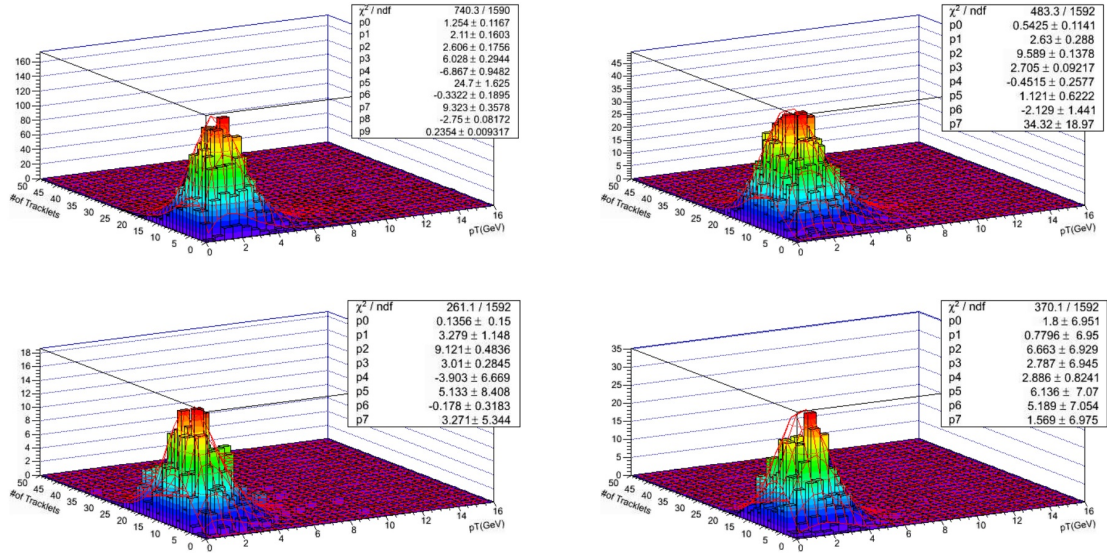 χ² / ndf 740.3 / 1590
p0 1.254 ± 0.1167
p1 2.11 ± 0.1603
p2 2.606 ± 0.1756
p3 6.028 ± 0.2944
p4 -6.867 ± 0.9482
p5 24.7 ± 1.625
p6 -0.3322 ± 0.1895
p7 9.323 ± 0.3578
p8 -2.75 ± 0.08172
p9 0.2354 ± 0.009317
160
140
120
100
80
60
40
20
0
50
45
40
35
30
25
20
15
10
5
0
#of Tracklets
0
2
4
6
8
10
12
14
16
pT(GeV)
χ² / ndf 483.3 / 1592
p0 0.5425 ± 0.1141
p1 2.63 ± 0.288
p2 9.589 ± 0.1378
p3 2.705 ± 0.09217
p4 -0.4515 ± 0.2577
p5 1.121 ± 0.6222
p6 -2.129 ± 1.441
p7 34.32 ± 18.97
45
40
35
30
25
20
15
10
5
0
50
45
40
35
30
25
20
15
10
5
0
#of Tracklets
0
2
4
6
8
10
12
14
16
pT(GeV)
χ² / ndf 261.1 / 1592
p0 0.1356 ± 0.15
p1 3.279 ± 1.148
p2 9.121 ± 0.4836
p3 3.01 ± 0.2845
p4 -3.903 ± 6.669
p5 5.133 ± 8.408
p6 -0.178 ± 0.3183
p7 3.271 ± 5.344
18
16
14
12
10
8
6
4
2
0
50
45
40
35
30
25
20
15
10
5
0
#of Tracklets
0
2
4
6
8
10
12
14
16
pT(GeV)
χ² / ndf 370.1 / 1592
p0 1.8 ± 6.951
p1 0.7796 ± 6.95
p2 6.663 ± 6.929
p3 2.787 ± 6.945
p4 2.886 ± 0.8241
p5 6.136 ± 7.07
p6 5.189 ± 7.054
p7 1.569 ± 6.975
35
30
25
20
15
10
5
0
50
45
40
35
30
25
20
15
10
5
0
#of Tracklets
0
2
4
6
8
10
12
14
16
pT(GeV)